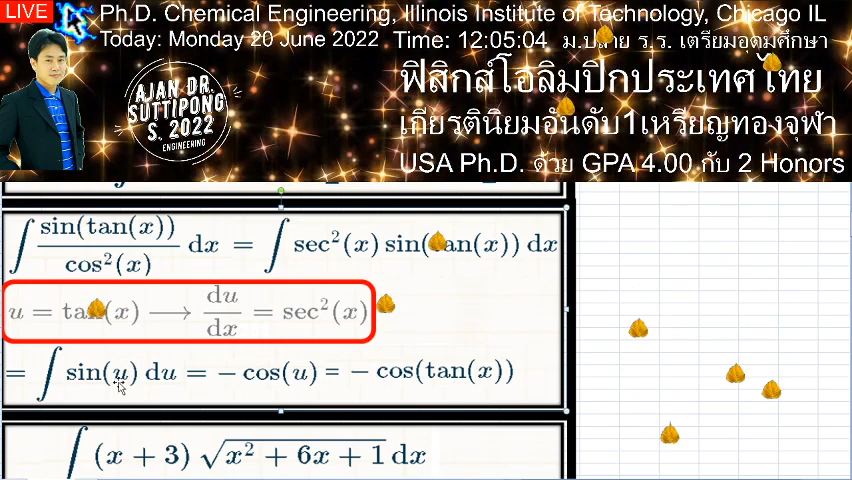 LIVE
Ph.D. Chemical Engineering, Illinois Institute of Technology, Chicago IL
Today: Monday 20 June 2022 Time: 12:05:04 ม.ปลาย ร.ร. เตรียมอุดมศึกษา
ฟิสิกส์โอลิมปิกประเทศไทย
เกียรตินิยมอันดับ1เหรียญทองจุฬา
USA Ph.D. ด้วย GPA 4.00 กับ 2 Honors
AJAN DR.
SUTTIPONG
S. 2022
ENGINEERING
∫ sin(tan(x))/cos²(x) dx = ∫ sec²(x) sin(tan(x)) dx
u = tan(x) ⟶ du/dx = sec²(x)
= ∫ sin(u) du = − cos(u) = − cos(tan(x))
∫ (x + 3) √(x² + 6x + 1) dx